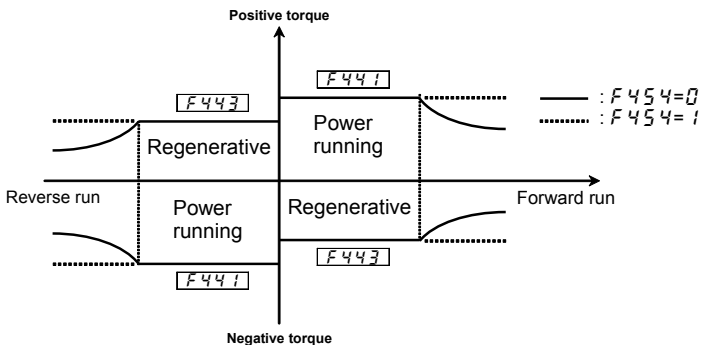 Positive torque
F441
F443
: F454=0
: F454=1
Power
running
Regenerative
Reverse run
Forward run
Power
running
Regenerative
F443
F441
Negative torque